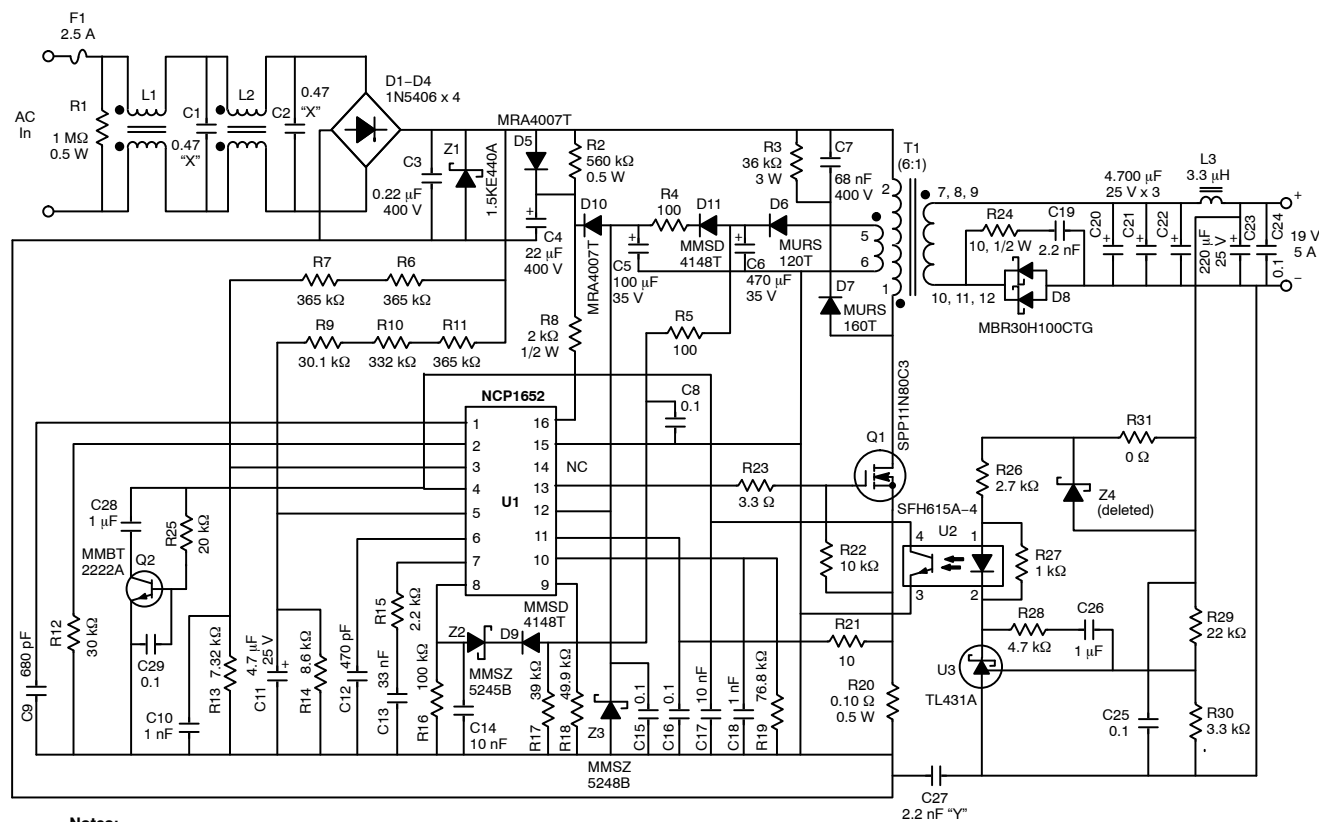 F1
2.5 A
AC
In
R1
1 MΩ
0.5 W
L1
C1
0.47
“X”
L2
C2
0.47
“X”
D1–D4
1N5406 x 4
C3
0.22 µF
400 V
Z1
1.5KE440A
MRA4007T
D5
R2
560 kΩ
0.5 W
C4
22 µF
400 V
D10
MRA4007T
R4
100
D11
MMSD
4148T
D6
MURS
120T
C5
100 µF
35 V
C6
470 µF
35 V
R3
36 kΩ
3 W
C7
68 nF
400 V
D7
MURS
160T
T1
(6:1)
2
5
6
1
7, 8, 9
10, 11, 12
R24
10, 1/2 W
C19
2.2 nF
D8
MBR30H100CTG
4.700 µF
25 V x 3
C20
+
C21
+
C22
+
L3
3.3 µH
220 µF
25 V
C23
+
C24
0.1
+
19 V
5 A
−
R7
365 kΩ
R6
365 kΩ
R9
30.1 kΩ
R10
332 kΩ
R11
365 kΩ
R8
2 kΩ
1/2 W
R5
100
C8
0.1
NCP1652
U1
1
2
3
4
5
6
7
8
16
15
14
13
12
11
10
9
NC
R23
3.3 Ω
Q1
SPP11N80C3
R22
10 kΩ
SFH615A–4
U2
4
3
1
2
R26
2.7 kΩ
R27
1 kΩ
R31
0 Ω
Z4
(deleted)
R28
4.7 kΩ
C26
1 µF
R29
22 kΩ
U3
TL431A
C25
0.1
R30
3.3 kΩ
R21
10
R20
0.10 Ω
0.5 W
C28
1 µF
R25
20 kΩ
MMBT
2222A
Q2
R12
30 kΩ
C29
0.1
C9
680 pF
C10
1 nF
R13
7.32 kΩ
C11
4.7 µF
25 V
+
R14
8.6 kΩ
C12
470 pF
R15
2.2 kΩ
C13
33 nF
R16
100 kΩ
Z2
MMSZ
5245B
D9
MMSD
4148T
C14
10 nF
R17
39 kΩ
R18
49.9 kΩ
Z3
MMSZ
5248B
C15
0.1
C16
0.1
C17
10 nF
C18
1 nF
R19
76.8 kΩ
C27
2.2 nF “Y”